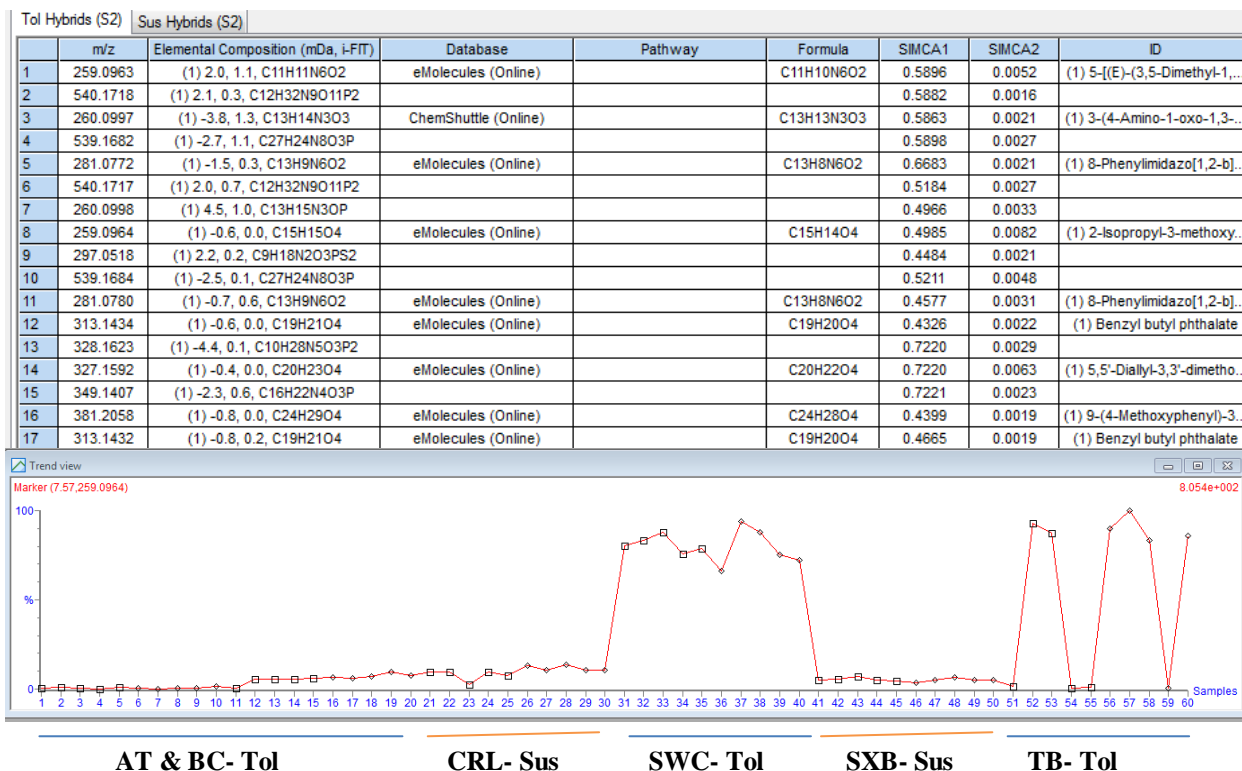 Tol Hybrids (S2) Sus Hybrids (S2)
m/z Elemental Composition (mDa, i-FIT) Database Pathway Formula SIMCA1 SIMCA2 ID
1 259.0963 (1) 2.0, 1.1, C11H11N6O2 eMolecules (Online) C11H10N6O2 0.5896 0.0052 (1) 5-[(E)-(3,5-Dimethyl-1,...
2 540.1718 (1) 2.1, 0.3, C12H32N9O11P2 0.5882 0.0016
3 260.0997 (1) -3.8, 1.3, C13H14N3O3 ChemShuttle (Online) C13H13N3O3 0.5863 0.0021 (1) 3-(4-Amino-1-oxo-1,3-..
4 539.1682 (1) -2.7, 1.1, C27H24N8O3P 0.5898 0.0027
5 281.0772 (1) -1.5, 0.3, C13H9N6O2 eMolecules (Online) C13H8N6O2 0.6683 0.0021 (1) 8-Phenylimidazo[1,2-b]..
6 540.1717 (1) 2.0, 0.7, C12H32N9O11P2 0.5184 0.0027
7 260.0998 (1) 4.5, 1.0, C13H15N3OP 0.4966 0.0033
8 259.0964 (1) -0.6, 0.0, C15H15O4 eMolecules (Online) C15H14O4 0.4985 0.0082 (1) 2-Isopropyl-3-methoxy..
9 297.0518 (1) 2.2, 0.2, C9H18N2O3PS2 0.4484 0.0021
10 539.1684 (1) -2.5, 0.1, C27H24N8O3P 0.5211 0.0048
11 281.0780 (1) -0.7, 0.6, C13H9N6O2 eMolecules (Online) C13H8N6O2 0.4577 0.0031 (1) 8-Phenylimidazo[1,2-b]..
12 313.1434 (1) -0.6, 0.0, C19H21O4 eMolecules (Online) C19H20O4 0.4326 0.0022 (1) Benzyl butyl phthalate
13 328.1623 (1) -4.4, 0.1, C10H28N5O3P2 0.7220 0.0029
14 327.1592 (1) -0.4, 0.0, C20H23O4 eMolecules (Online) C20H22O4 0.7220 0.0063 (1) 5,5'-Diallyl-3,3'-dimetho..
15 349.1407 (1) -2.3, 0.6, C16H22N4O3P 0.7221 0.0023
16 381.2058 (1) -0.8, 0.0, C24H29O4 eMolecules (Online) C24H28O4 0.4399 0.0019 (1) 9-(4-Methoxyphenyl)-3...
17 313.1432 (1) -0.8, 0.2, C19H21O4 eMolecules (Online) C19H20O4 0.4665 0.0019 (1) Benzyl butyl phthalate
Trend view
Marker (7.57,259.0964) 8.054e+002
100
%
0
1 2 3 4 5 6 7 8 9 10 11 12 13 14 15 16 17 18 19 20 21 22 23 24 25 26 27 28 29 30 31 32 33 34 35 36 37 38 39 40 41 42 43 44 45 46 47 48 49 50 51 52 53 54 55 56 57 58 59 60 Samples
AT & BC- Tol CRL- Sus SWC- Tol SXB- Sus TB- Tol